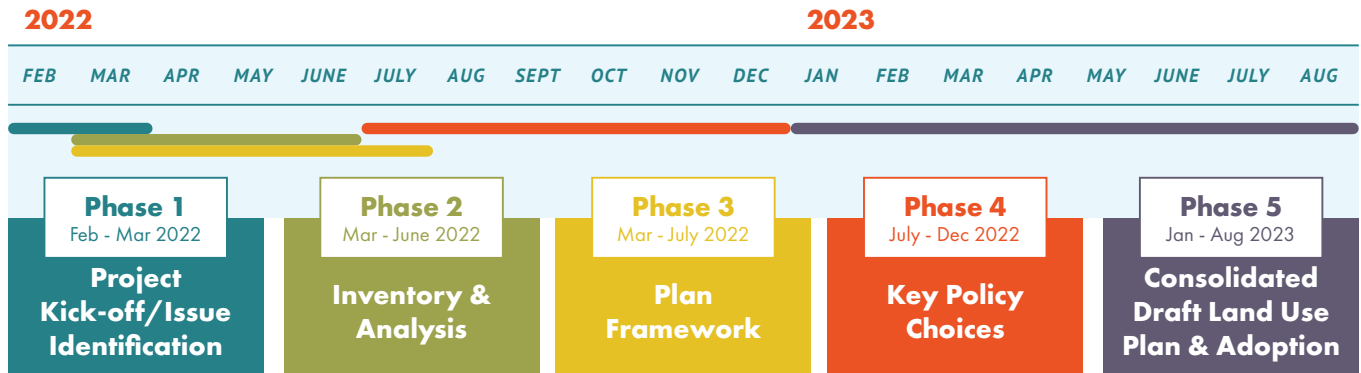 2022 2023
FEB MAR APR MAY JUNE JULY AUG SEPT OCT NOV DEC JAN FEB MAR APR MAY JUNE JULY AUG
Phase 1
Feb - Mar 2022
Project
Kick-off/Issue
Identification
Phase 2
Mar - June 2022
Inventory &
Analysis
Phase 3
Mar - July 2022
Plan
Framework
Phase 4
July - Dec 2022
Key Policy
Choices
Phase 5
Jan - Aug 2023
Consolidated
Draft Land Use
Plan & Adoption